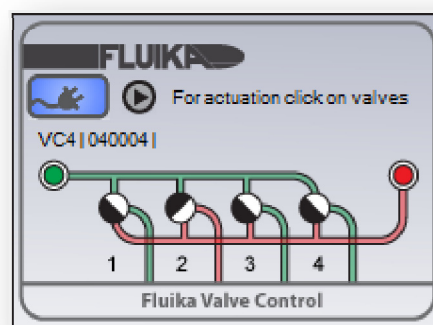 FLUIKA
For actuation click on valves
VC4 | 040004 |
1 2 3 4
Fluika Valve Control